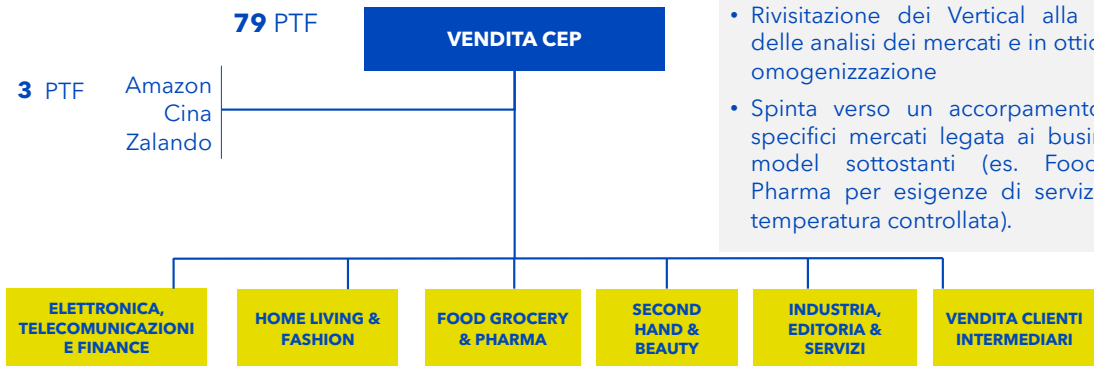 79 PTF
VENDITA CEP
3 PTF
Amazon
Cina
Zalando
• Rivisitazione dei Vertical alla
delle analisi dei mercati e in ottic
omogenizzazione
• Spinta verso un accorpamento
specifici mercati legata ai busi
model sottostanti (es. Food
Pharma per esigenze di serviz
temperatura controllata).
ELETTRONICA,
TELECOMUNICAZIONI
E FINANCE
HOME LIVING &
FASHION
FOOD GROCERY
& PHARMA
SECOND
HAND &
BEAUTY
INDUSTRIA,
EDITORIA &
SERVIZI
VENDITA CLIENTI
INTERMEDIARI